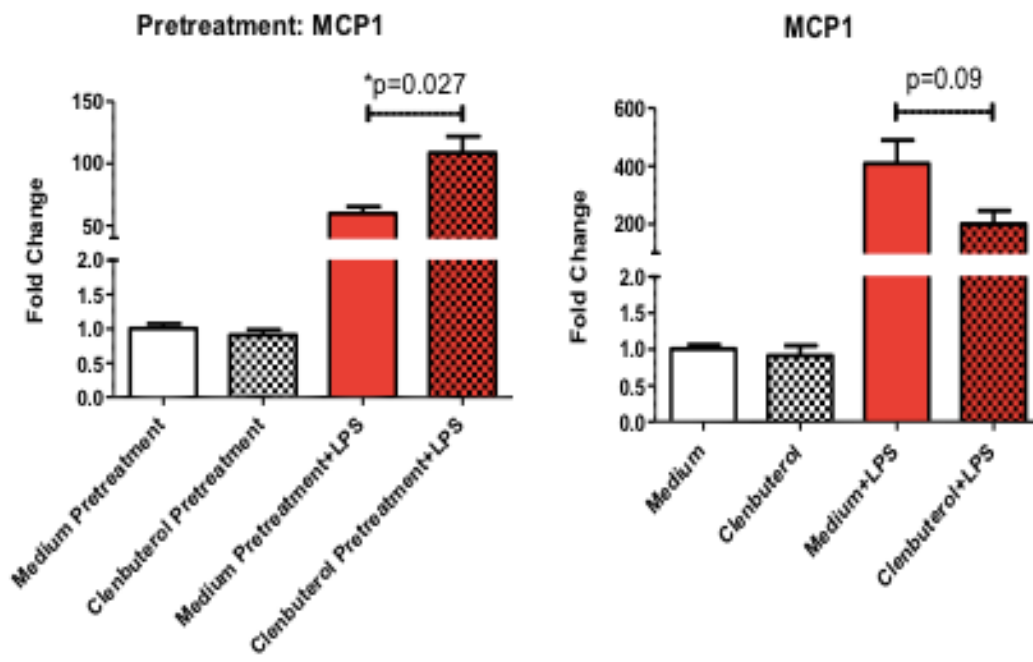 Pretreatment: MCP1
*p=0.027
150
100
50
2.0
1.5
1.0
0.5
0.0
Fold Change
Medium Pretreatment
Clenbuterol Pretreatment
Medium Pretreatment+LPS
Clenbuterol Pretreatment+LPS
MCP1
p=0.09
600
400
200
2.0
1.5
1.0
0.5
0.0
Fold Change
Medium
Clenbuterol
Medium+LPS
Clenbuterol+LPS